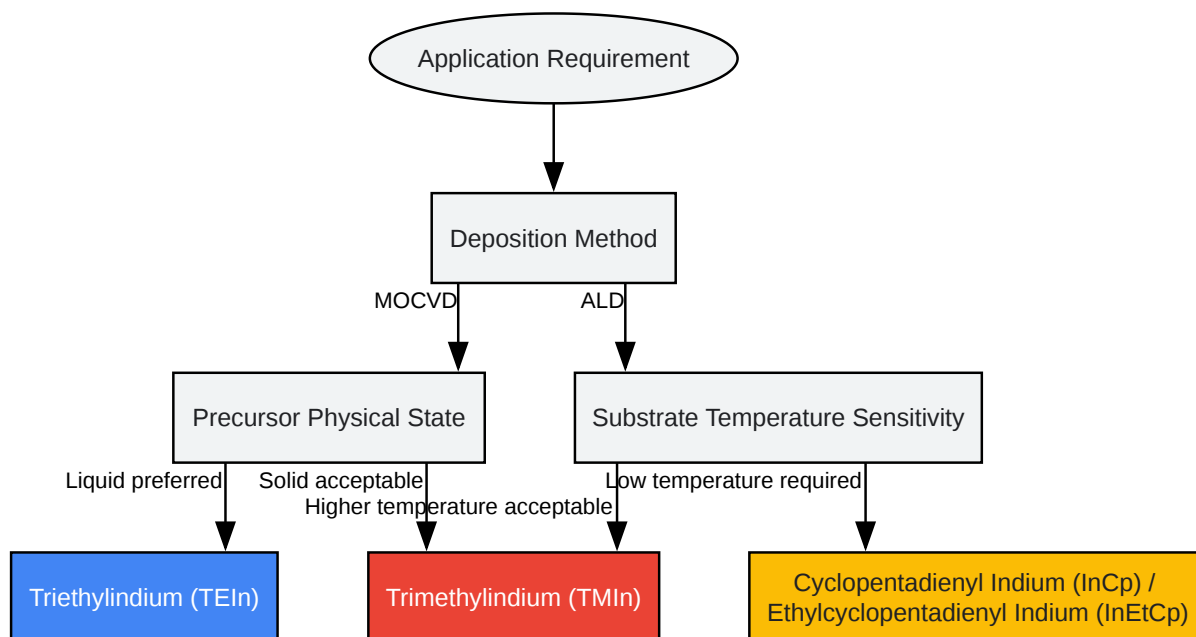 Application Requirement
Deposition Method
MOCVD
ALD
Precursor Physical State
Substrate Temperature Sensitivity
Liquid preferred
Solid acceptable
Higher temperature acceptable
Low temperature required
Triethylindium (TEIn)
Trimethylindium (TMIn)
Cyclopentadienyl Indium (InCp) /
Ethylcyclopentadienyl Indium (InEtCp)